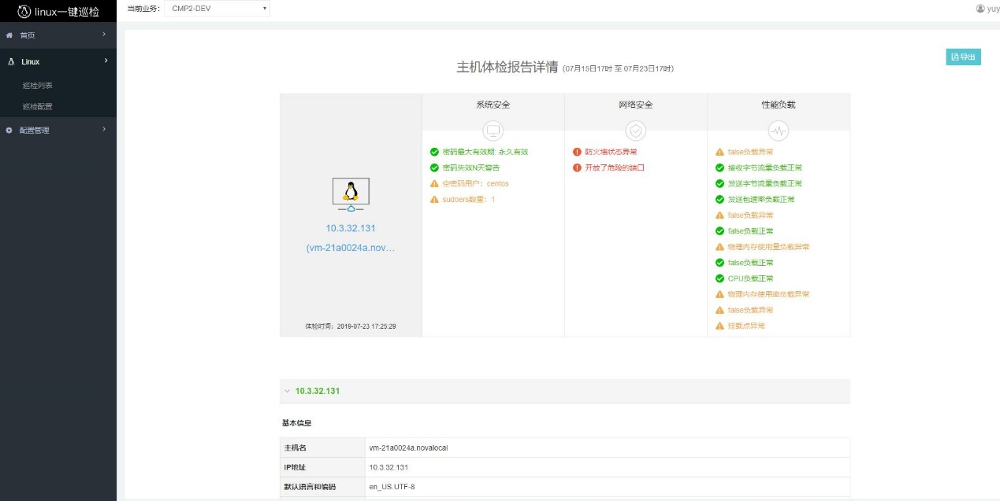 linux一键巡检
当前业务： CMP2-DEV
yuy
首页
Linux
巡检列表
巡检配置
配置管理
导出
主机体检报告详情 (07月15日17时 至 07月23日17时)
10.3.32.131
(vm-21a0024a.nov…
体检时间：2019-07-23 17:25:29
系统安全
密码最大有效期: 永久有效
密码失效N天警告
空密码用户：centos
sudoers数量：1
网络安全
防火墙状态异常
开放了危险的端口
性能负载
false负载异常
接收字节流量负载正常
发送字节流量负载正常
发送包速率负载正常
false负载异常
false负载正常
物理内存使用量负载异常
false负载正常
CPU负载正常
物理内存使用率负载异常
false负载异常
挂载点异常
10.3.32.131
基本信息
主机名 vm-21a0024a.novalocal
IP地址 10.3.32.131
默认语言和编码 en_US.UTF-8